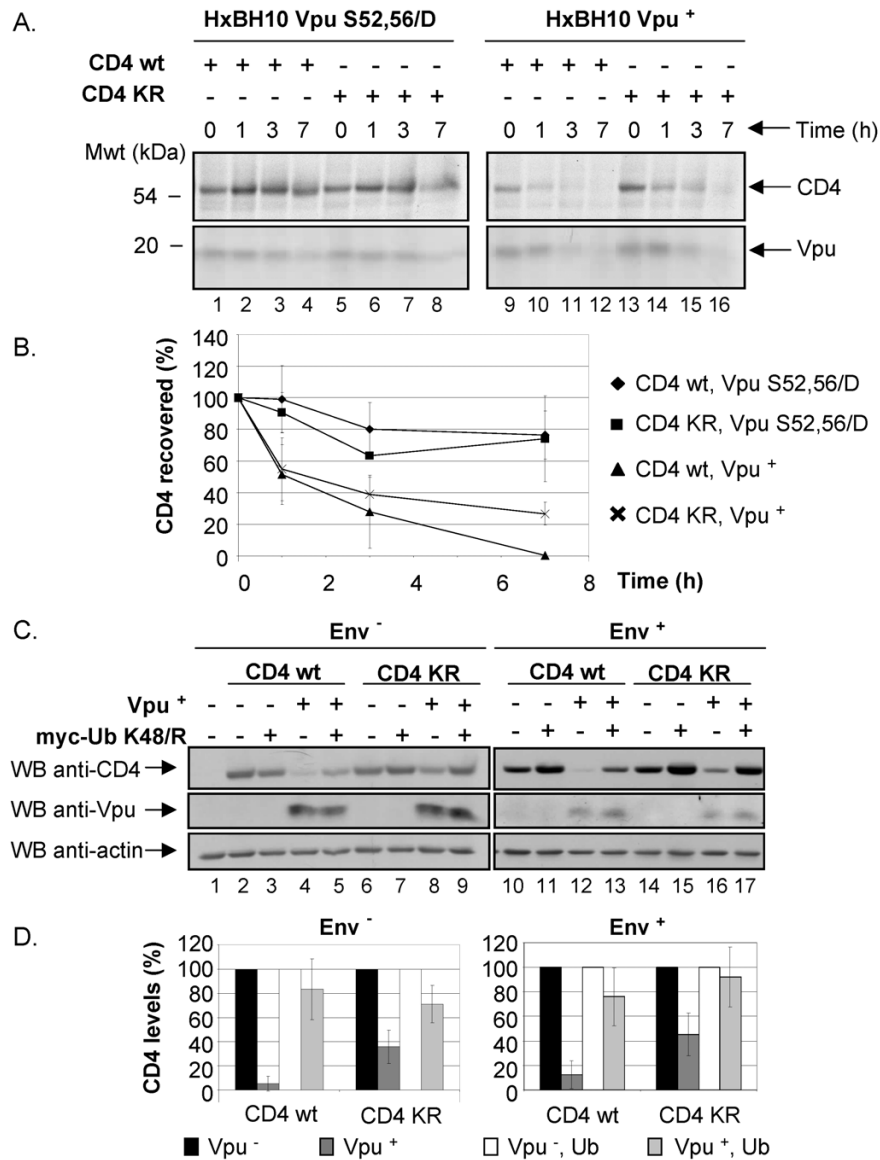 A.
HxBH10 Vpu S52,56/D HxBH10 Vpu +
CD4 wt + + + + - - - - + + + + - - - -
CD4 KR - - - - + + + + - - - - + + + +
0 1 3 7 0 1 3 7 0 1 3 7 0 1 3 7 Time (h)
Mwt (kDa)
54 – CD4
20 – Vpu
1 2 3 4 5 6 7 8 9 10 11 12 13 14 15 16
B.
140
120
100
80
60
40
20
0
CD4 recovered (%)
0 2 4 6 8
Time (h)
CD4 wt, Vpu S52,56/D
CD4 KR, Vpu S52,56/D
CD4 wt, Vpu +
CD4 KR, Vpu +
C.
Env - Env +
CD4 wt CD4 KR CD4 wt CD4 KR
Vpu + - - - + + - - + + - - + + - - + +
myc-Ub K48/R - - + - + - + - + - + - + - + - +
WB anti-CD4
WB anti-Vpu
WB anti-actin
1 2 3 4 5 6 7 8 9 10 11 12 13 14 15 16 17
D.
Env - Env +
CD4 levels (%)
120
100
80
60
40
20
0
120
100
80
60
40
20
0
CD4 wt CD4 KR CD4 wt CD4 KR
Vpu - Vpu + Vpu -, Ub Vpu +, Ub